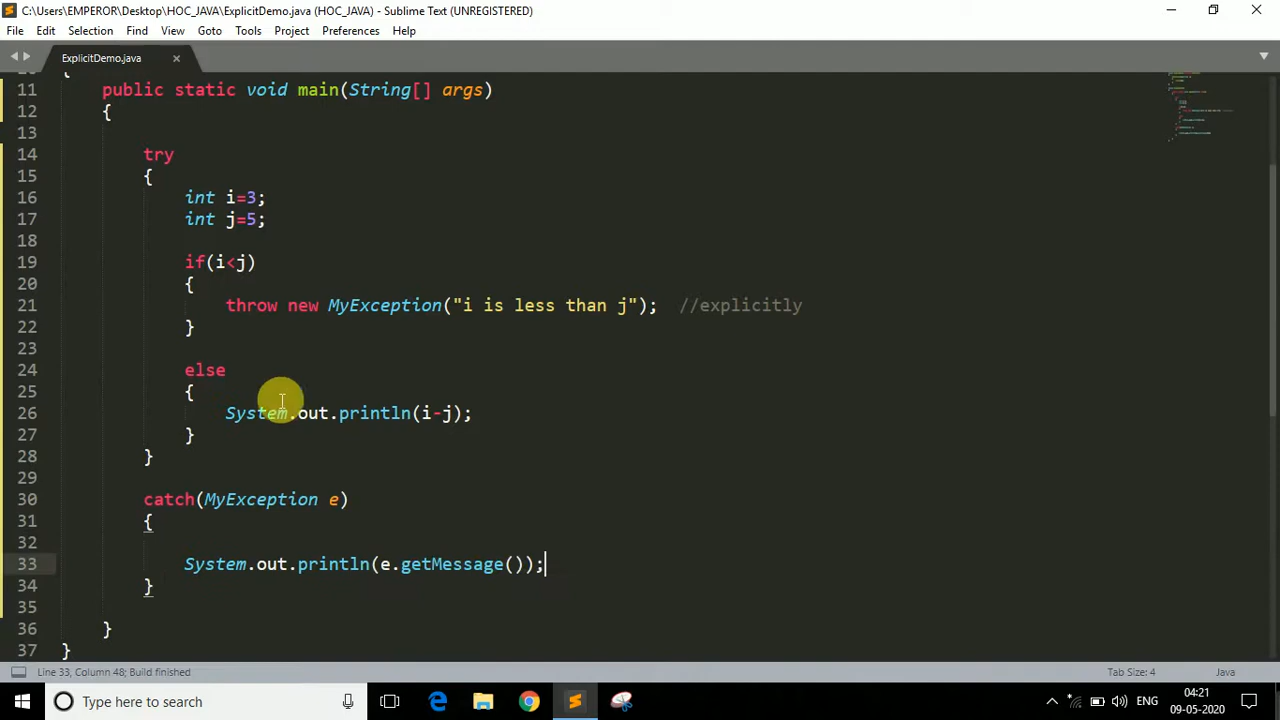 C:\Users\EMPEROR\Desktop\HOC_JAVA\ExplicitDemo.java (HOC_JAVA) - Sublime Text (UNREGISTERED)
File Edit Selection Find View Goto Tools Project Preferences Help
ExplicitDemo.java
{
11 public static void main(String[] args)
12 {
13
14 try
15 {
16 int i=3;
17 int j=5;
18
19 if(i<j)
20 {
21 throw new MyException("i is less than j"); //explicitly
22 }
23
24 else
25 {
26 System.out.println(i-j);
27 }
28 }
29
30 catch(MyException e)
31 {
32
33 System.out.println(e.getMessage());
34 }
35
36 }
37 }
Line 33, Column 48; Build finished Tab Size: 4 Java
Type here to search ENG 04:21
09-05-2020